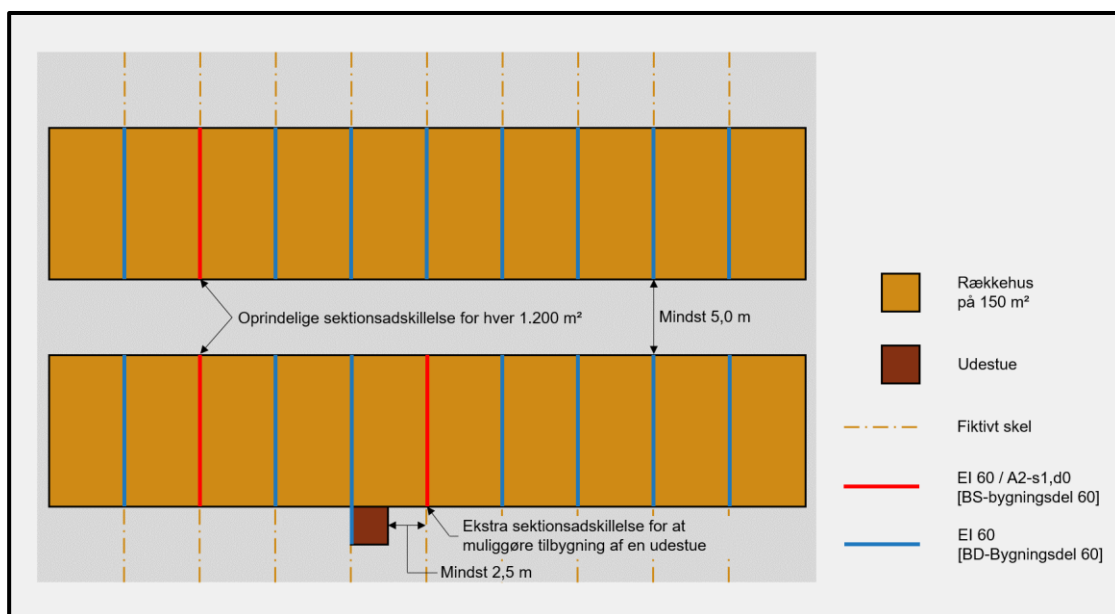 Oprindelige sektionsadskillelse for hver 1.200 m²
Mindst 5,0 m
Ekstra sektionsadskillelse for at
muliggøre tilbygning af en udestue
Mindst 2,5 m
Rækkehus
på 150 m²
Udestue
Fiktivt skel
EI 60 / A2-s1,d0
[BS-bygningsdel 60]
EI 60
[BD-Bygningsdel 60]